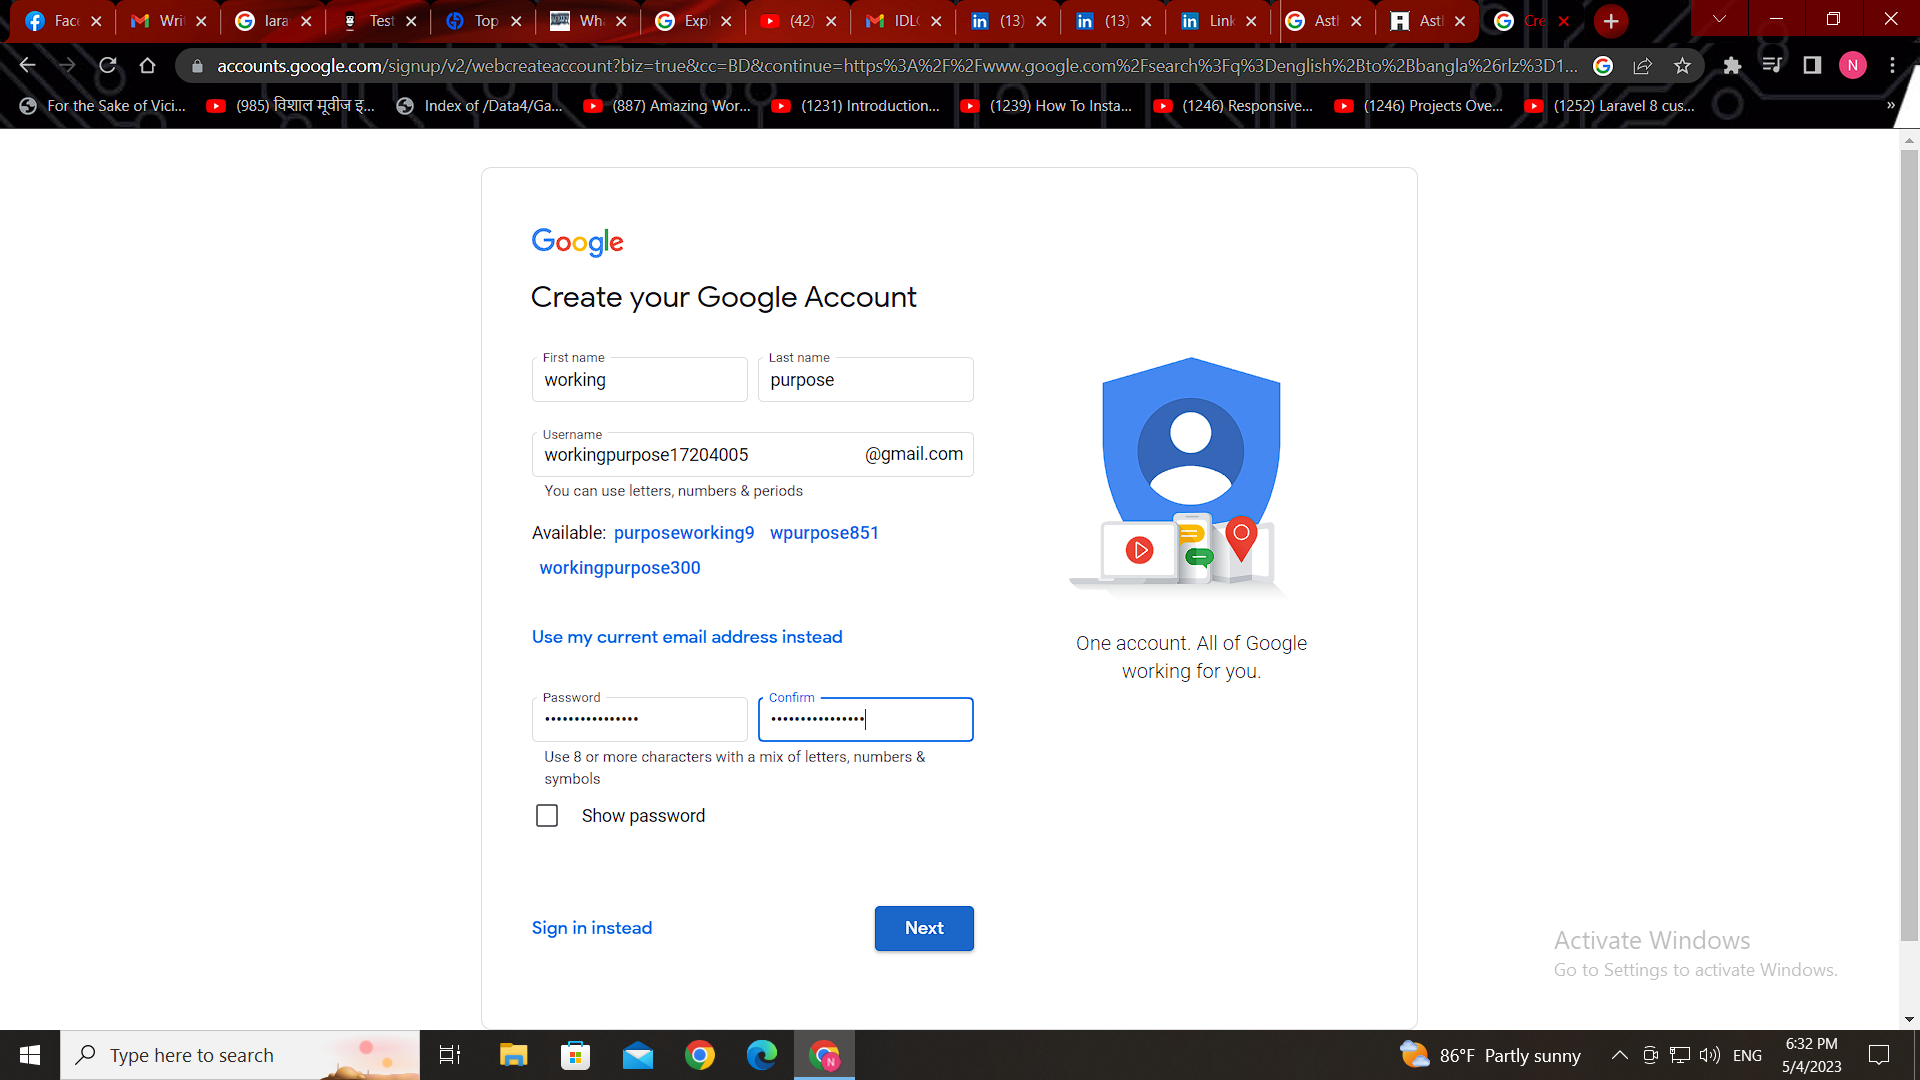 Face
Writ
lara
Test
Top
Wha
Expl
(42)
IDLC
(13)
(13)
Link
Astl
Astl
Cre
accounts.google.com/signup/v2/webcreateaccount?biz=true&cc=BD&continue=https%3A%2F%2Fwww.google.com%2Fsearch%3Fq%3Denglish%2Bto%2Bbangla%26rlz%3D1...
N
For the Sake of Vici...
(985) विशाल मूवीज इ...
Index of /Data4/Ga...
(887) Amazing Wor...
(1231) Introduction...
(1239) How To Insta...
(1246) Responsive...
(1246) Projects Ove...
(1252) Laravel 8 cus...
»
Google
Create your Google Account
First name
working
Last name
purpose
Username
workingpurpose17204005 @gmail.com
You can use letters, numbers & periods
Available: purposeworking9 wpurpose851
workingpurpose300
Use my current email address instead
Password
Confirm
Use 8 or more characters with a mix of letters, numbers &
symbols
Show password
Sign in instead
Next
One account. All of Google
working for you.
Activate Windows
Go to Settings to activate Windows.
Type here to search
N
86°F Partly sunny
ENG
6:32 PM
5/4/2023